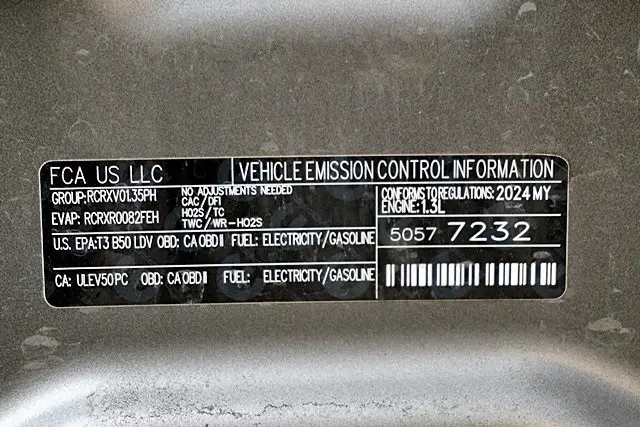 FCA US LLC VEHICLE EMISSION CONTROL INFORMATION
GROUP: RCRXV01.35PH
EVAP: RCRXR0082FEH
NO ADJUSTMENTS NEEDED
CAC/DFI
HO2S/TC
TWC/WR-HO2S
CONFORMS TO REGULATIONS: 2024 MY
ENGINE: 1.3L
U.S. EPA: T3 B50 LDV OBD: CA OBD II FUEL: ELECTRICITY/GASOLINE
5057 7232
CA: ULEV50 PC OBD: CA OBD II FUEL: ELECTRICITY/GASOLINE